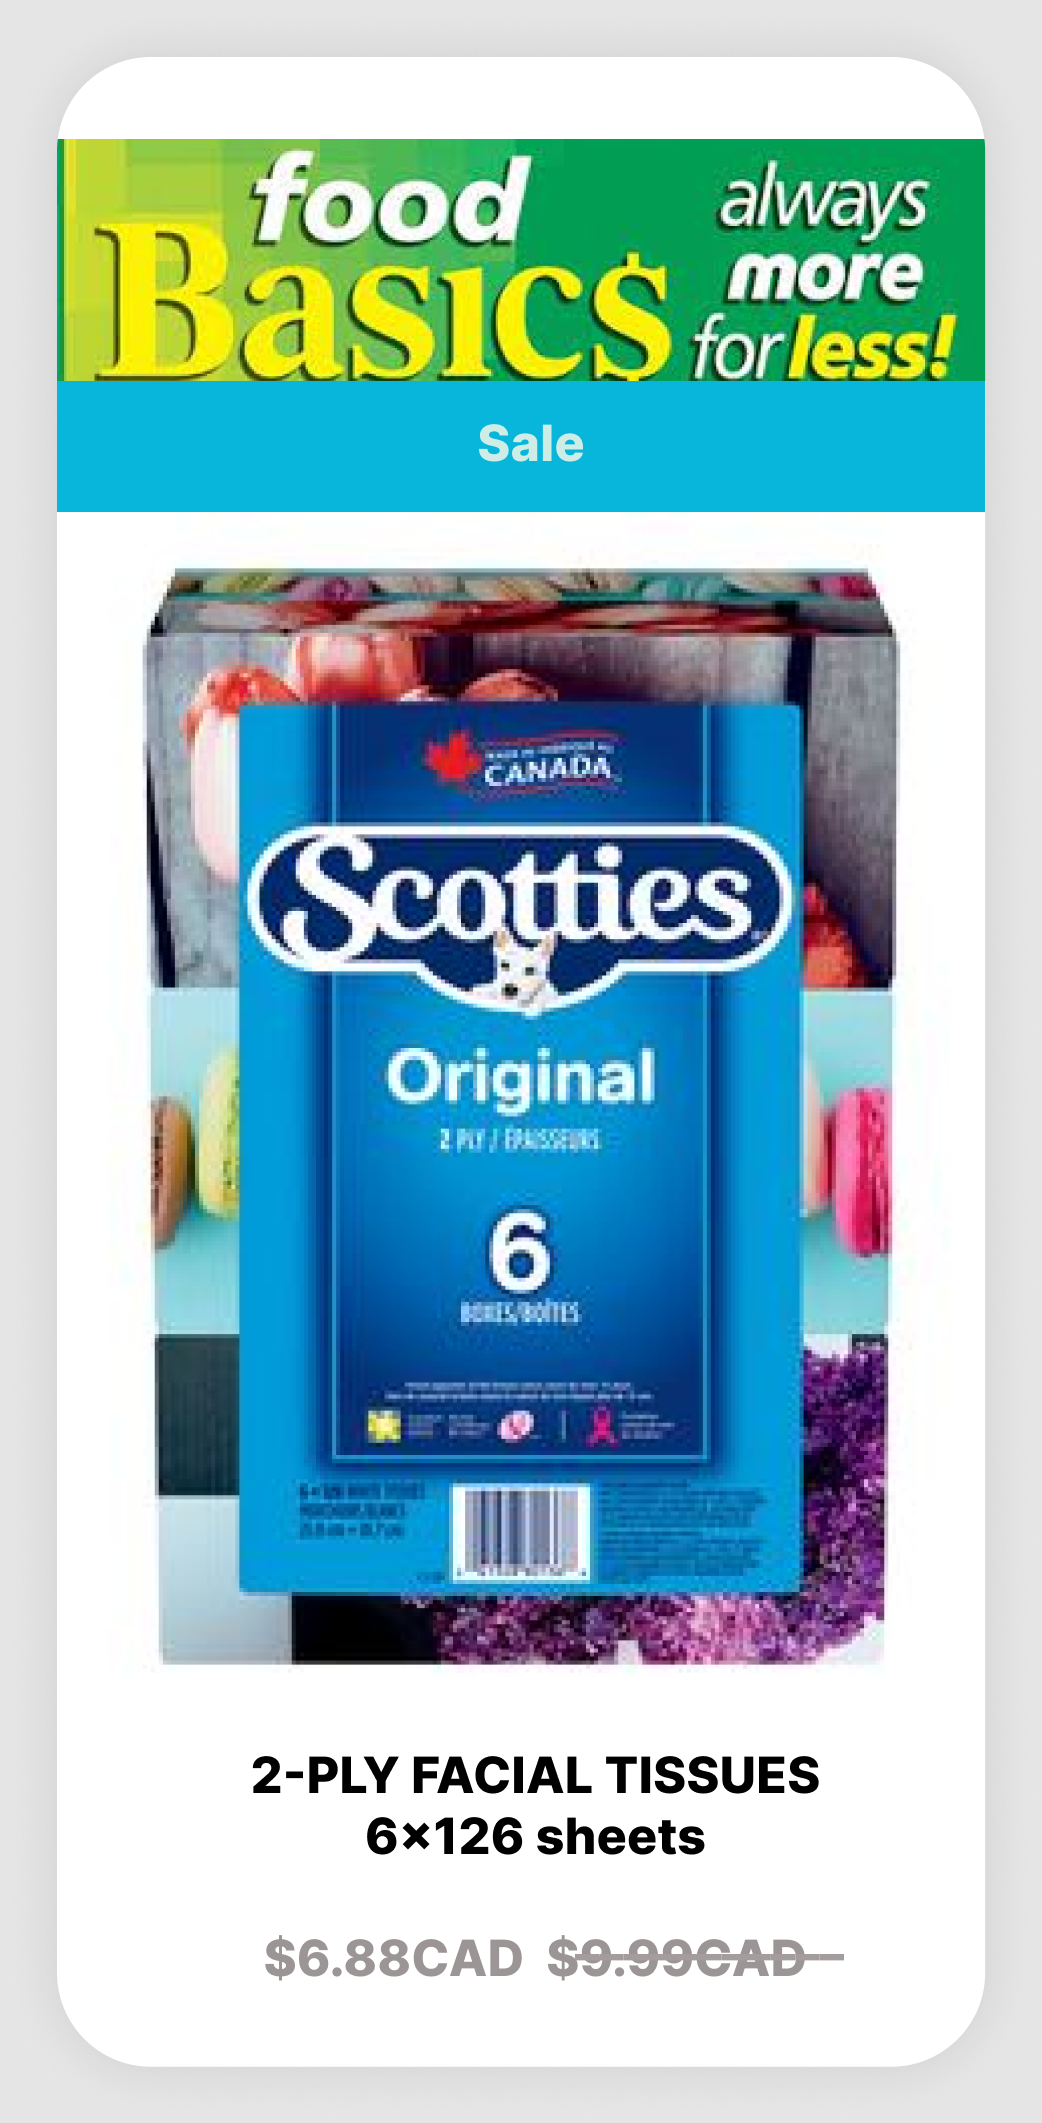 food
Basics
always
more
for less!
Sale
CANADA
Scotties
Original
2 PLY / ÉPAISSEURS
6
BOXES/BOÎTES
2-PLY FACIAL TISSUES
6×126 sheets
$6.88CAD $9.99CAD